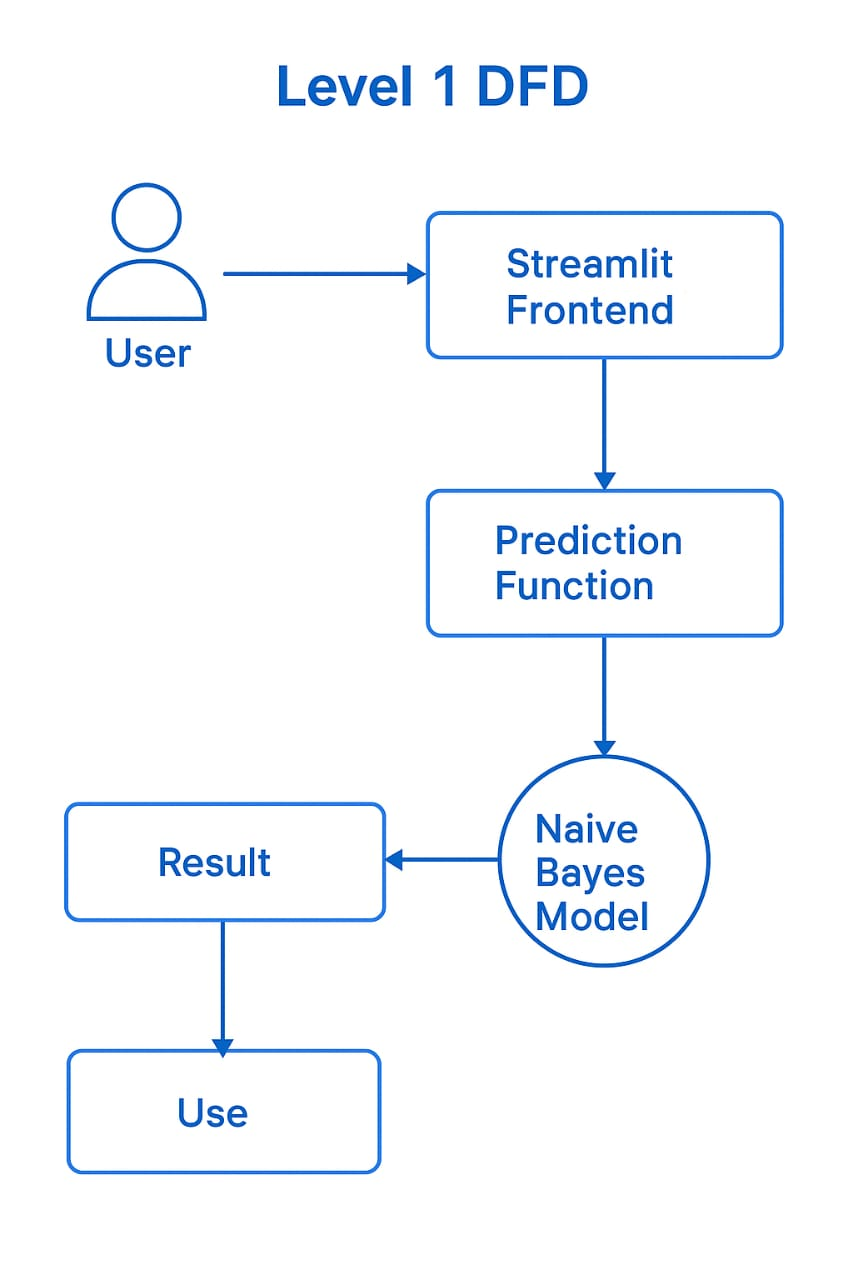 Level 1 DFD
User
Streamlit
Frontend
Prediction
Function
Naive
Bayes
Model
Result
Use